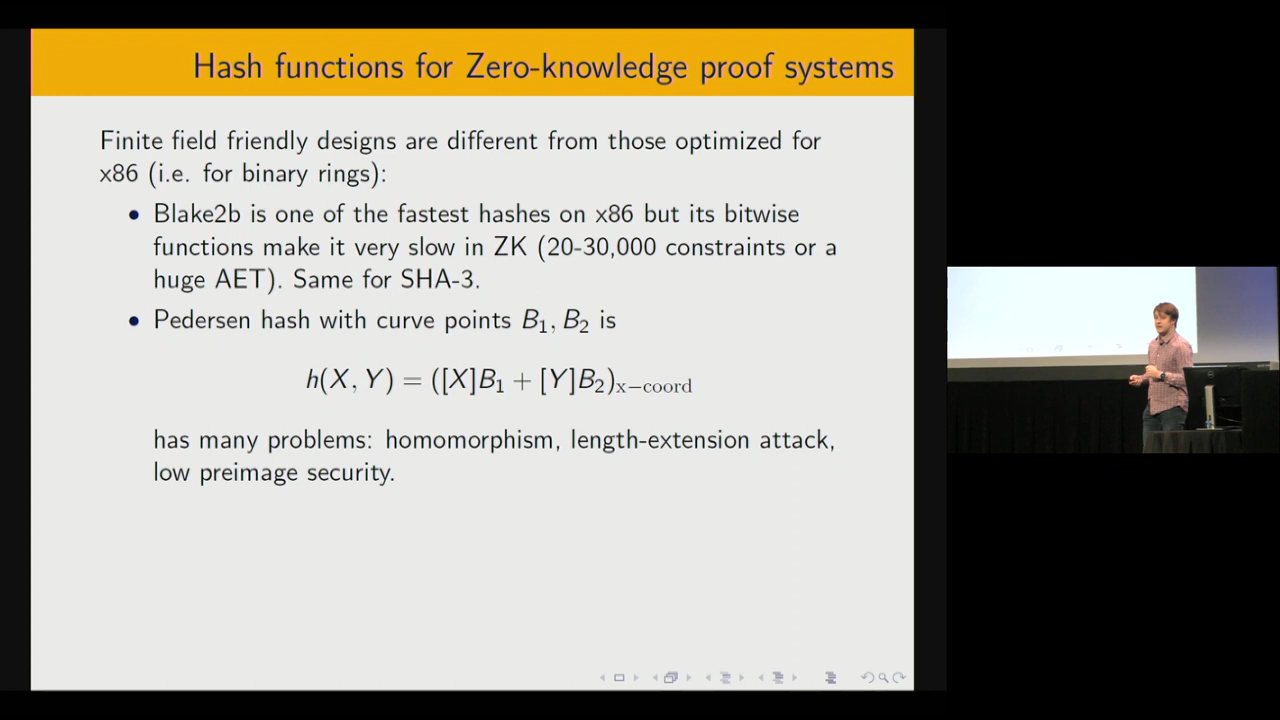 Hash functions for Zero-knowledge proof systems
Finite field friendly designs are different from those optimized for
x86 (i.e. for binary rings):
• Blake2b is one of the fastest hashes on x86 but its bitwise
functions make it very slow in ZK (20-30,000 constraints or a
huge AET). Same for SHA-3.
• Pedersen hash with curve points B₁, B₂ is
h(X, Y) = ([X]B₁ + [Y]B₂)ₓ₋coord
has many problems: homomorphism, length-extension attack,
low preimage security.